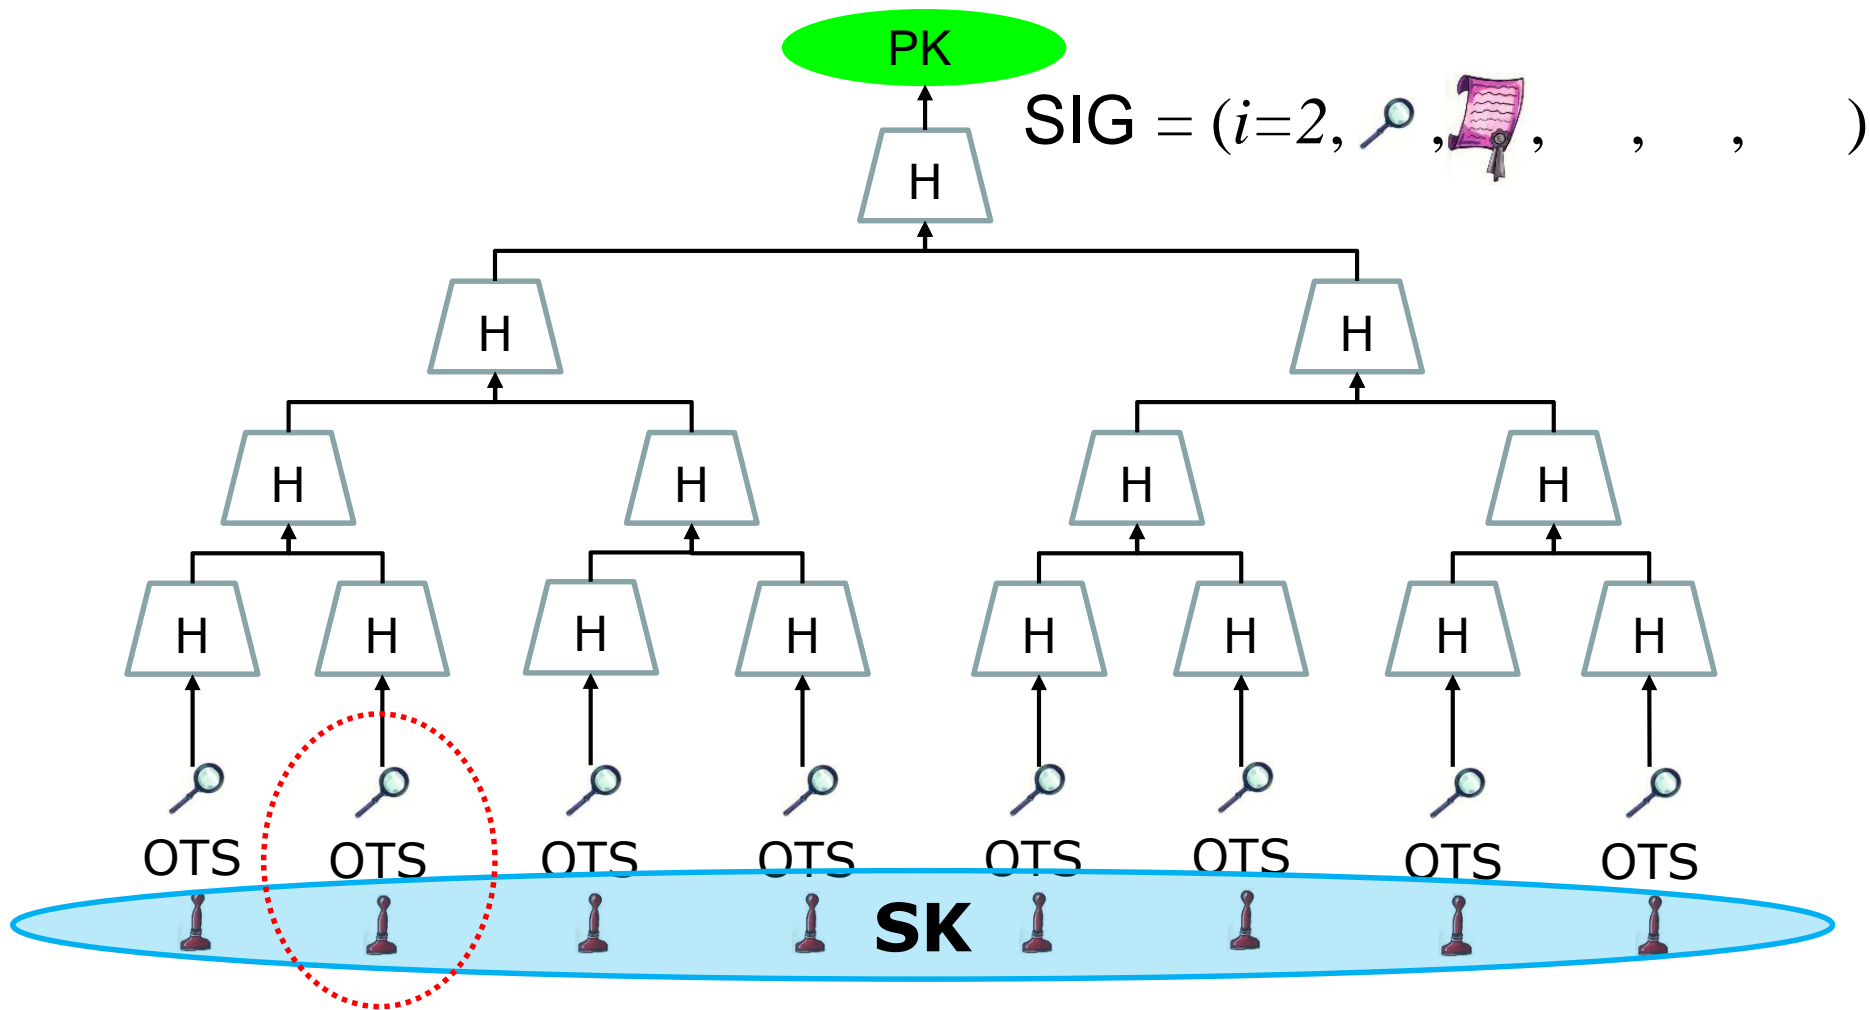 PK
SIG = (i=2, , , , , )
H
H H
H H H H
H H H H H H H H
OTS OTS OTS OTS OTS OTS OTS OTS
SK